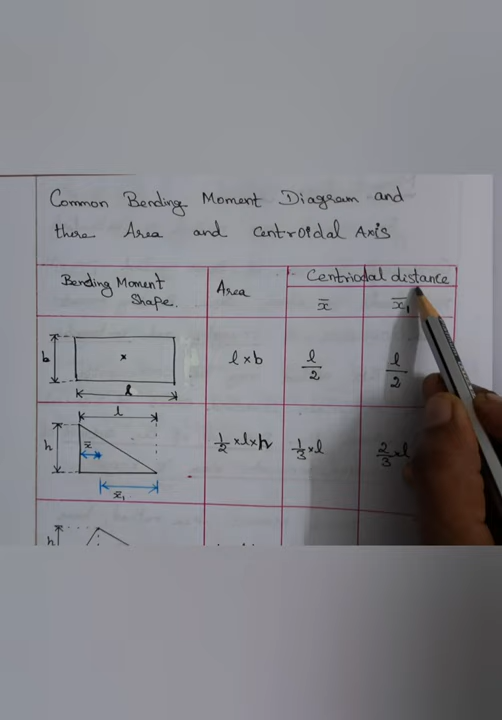 Common Bending Moment Diagram and
there Area and Centroidal Axis
Bending Moment
Shape.
Area
Centriodal distance
x̄
x̄₁
b
l
l × b
l/2
l/2
l
h
x̄
x̄₁
1/2 × l × h
1/3 × l
2/3 × l
h